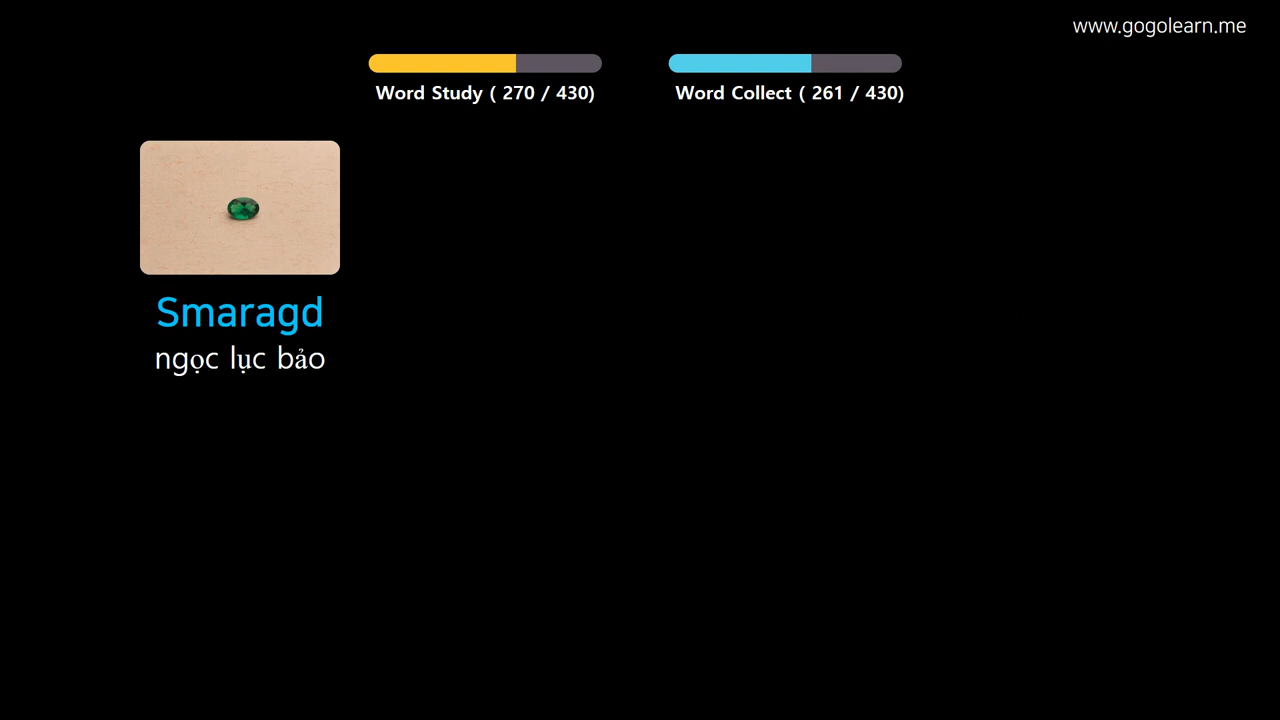 www.gogolearn.me
Word Study ( 270 / 430)
Word Collect ( 261 / 430)
Smaragd
ngọc lục bảo